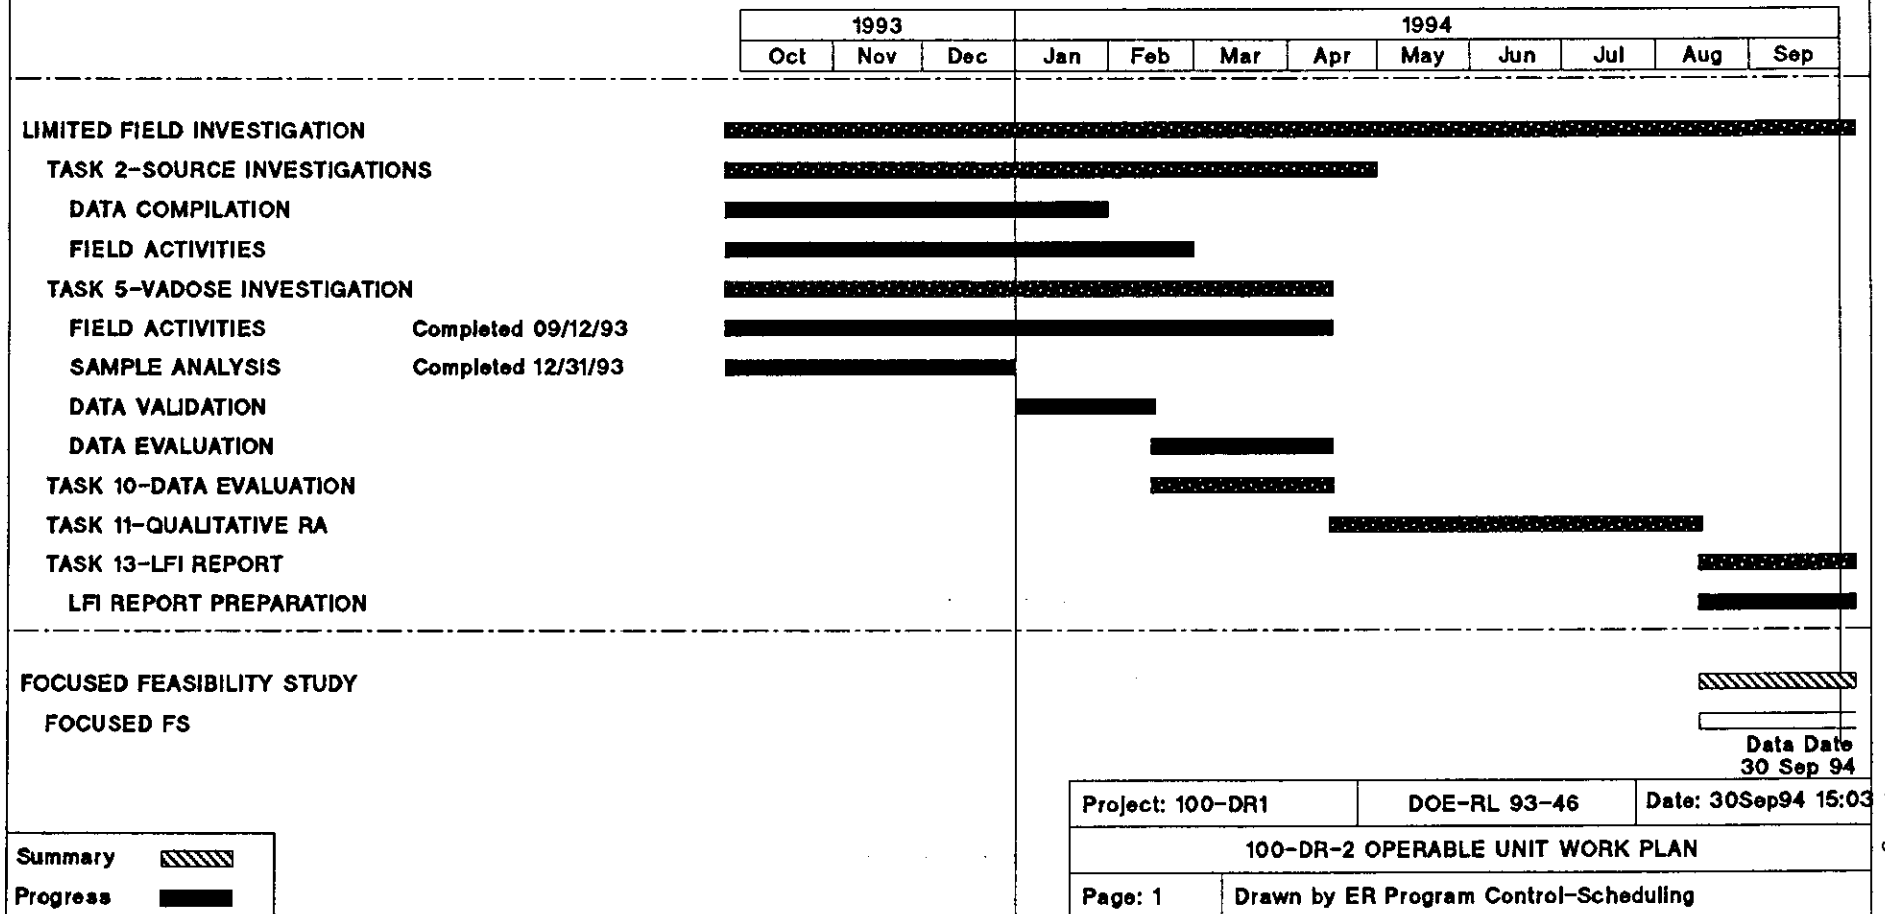 1993 1994
Oct Nov Dec Jan Feb Mar Apr May Jun Jul Aug Sep
LIMITED FIELD INVESTIGATION
TASK 2-SOURCE INVESTIGATIONS
DATA COMPILATION
FIELD ACTIVITIES
TASK 5-VADOSE INVESTIGATION
FIELD ACTIVITIES Completed 09/12/93
SAMPLE ANALYSIS Completed 12/31/93
DATA VALIDATION
DATA EVALUATION
TASK 10-DATA EVALUATION
TASK 11-QUALITATIVE RA
TASK 13-LFI REPORT
LFI REPORT PREPARATION
FOCUSED FEASIBILITY STUDY
FOCUSED FS
Data Date
30 Sep 94
Project: 100-DR1 DOE-RL 93-46 Date: 30Sep94 15:03
100-DR-2 OPERABLE UNIT WORK PLAN
Page: 1 Drawn by ER Program Control-Scheduling
Summary
Progress